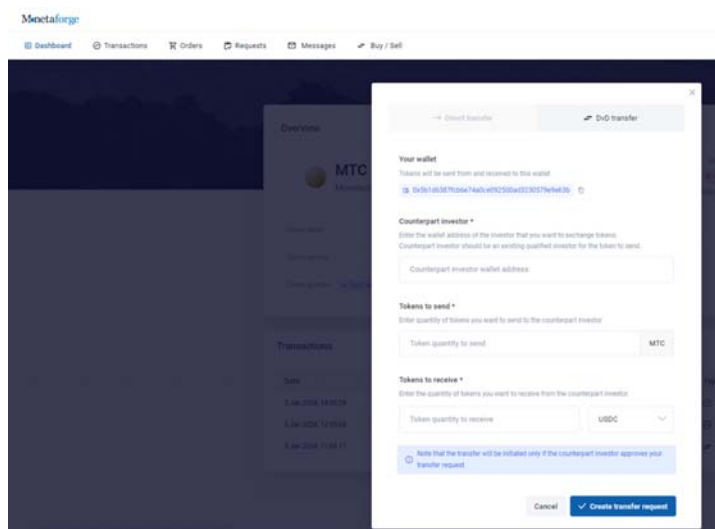 Monetaforge
Dashboard Transactions Orders Requests Messages Buy / Sell
Overview
MTC
Direct transfer DvD transfer
Your wallet
Tokens will be sent from and received to this wallet
Counterpart investor *
Enter the wallet address of the investor that you want to exchange tokens.
Counterpart investor should be an existing qualified investor for the token to send.
Counterpart investor wallet address
Tokens to send *
Enter quantity of tokens you want to send to the counterpart investor
Token quantity to send MTC
Tokens to receive *
Enter the quantity of tokens you want to receive from the counterpart investor.
Token quantity to receive USDC
Note that the transfer will be initiated only if the counterpart investor approves your
transfer request
Cancel Create transfer request
Transactions
Date